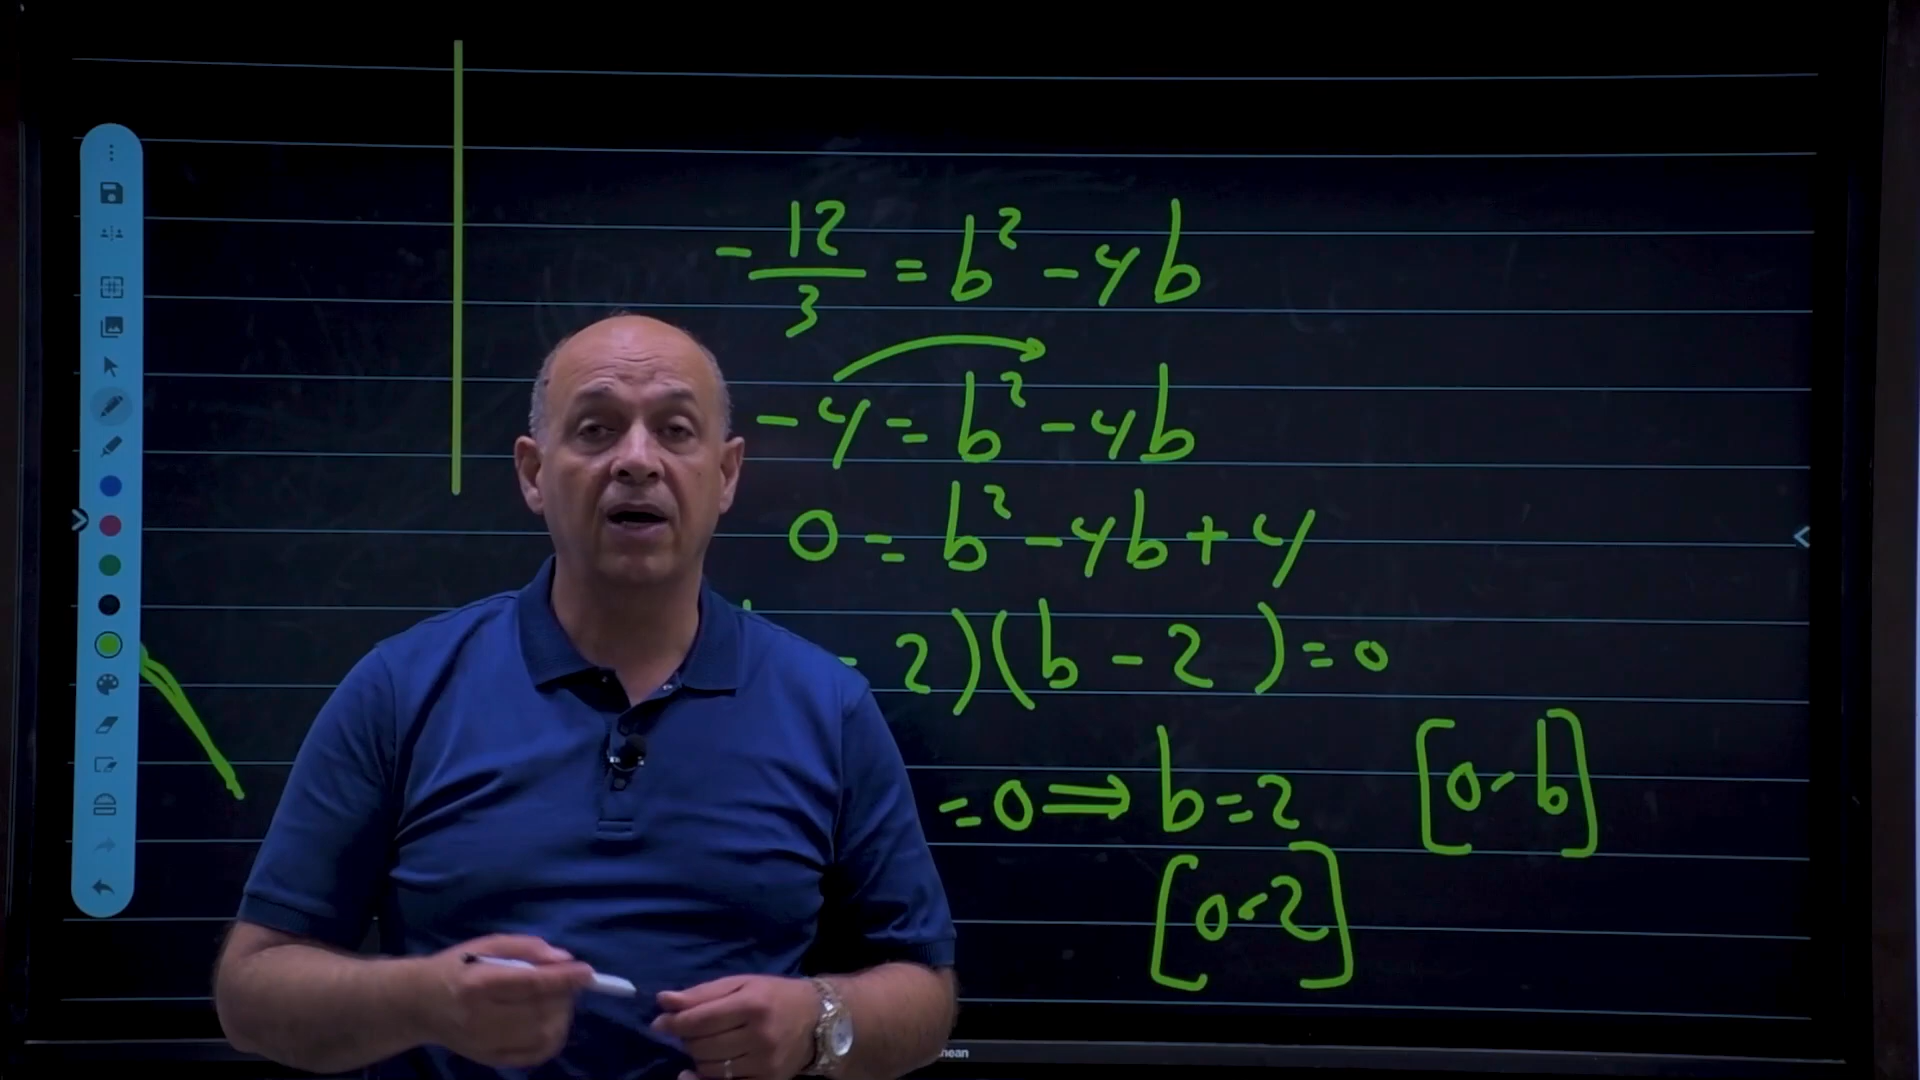 - 12/3 = b² - 4b
- 4 = b² - 4b
0 = b² - 4b + 4
- 2)(b - 2) = 0
= 0 ⟹ b = 2 [0, b]
[0, 2]